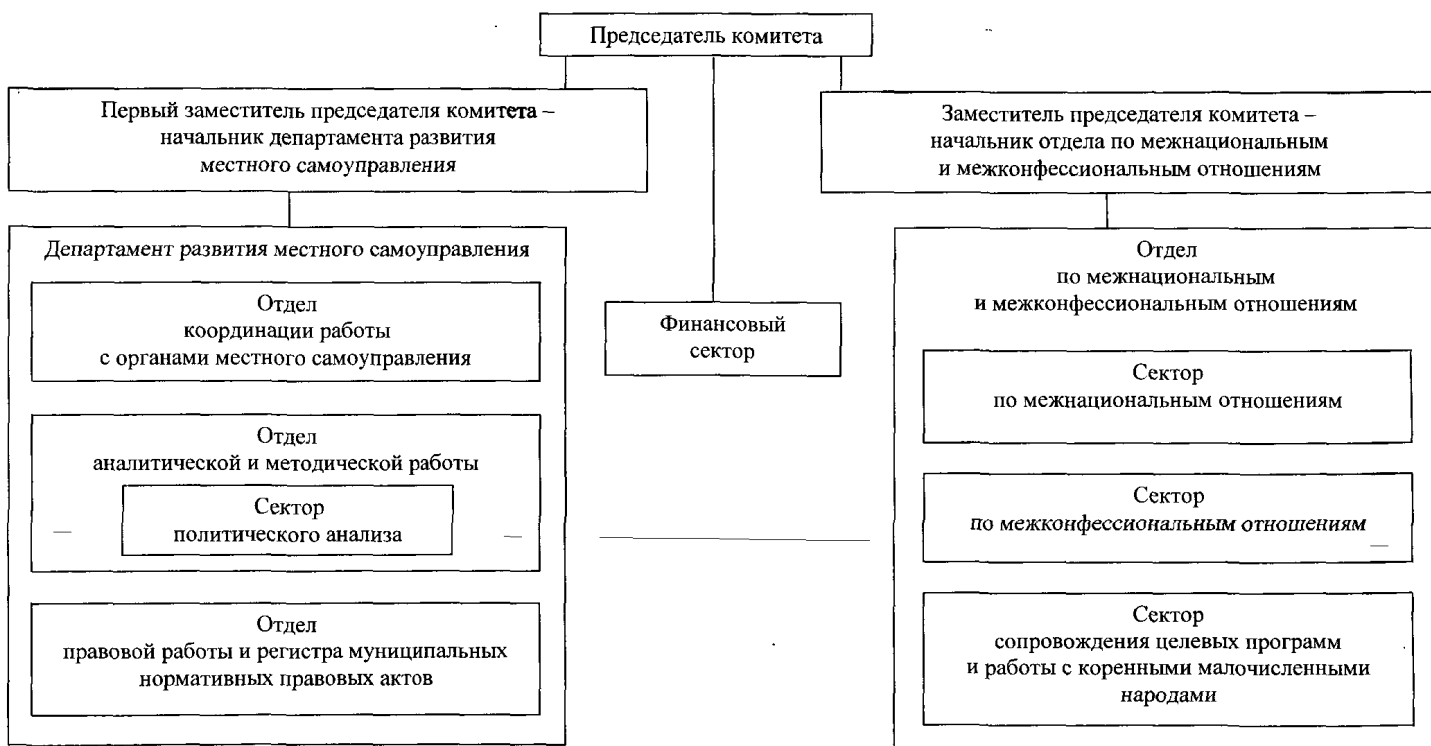 Председатель комитета
Первый заместитель председателя комитета –
начальник департамента развития
местного самоуправления
Заместитель председателя комитета –
начальник отдела по межнациональным
и межконфессиональным отношениям
Департамент развития местного самоуправления
Отдел
координации работы
с органами местного самоуправления
Отдел
аналитической и методической работы
Сектор
политического анализа
Отдел
правовой работы и регистра муниципальных
нормативных правовых актов
Финансовый
сектор
Отдел
по межнациональным
и межконфессиональным отношениям
Сектор
по межнациональным отношениям
Сектор
по межконфессиональным отношениям
Сектор
сопровождения целевых программ
и работы с коренными малочисленными
народами